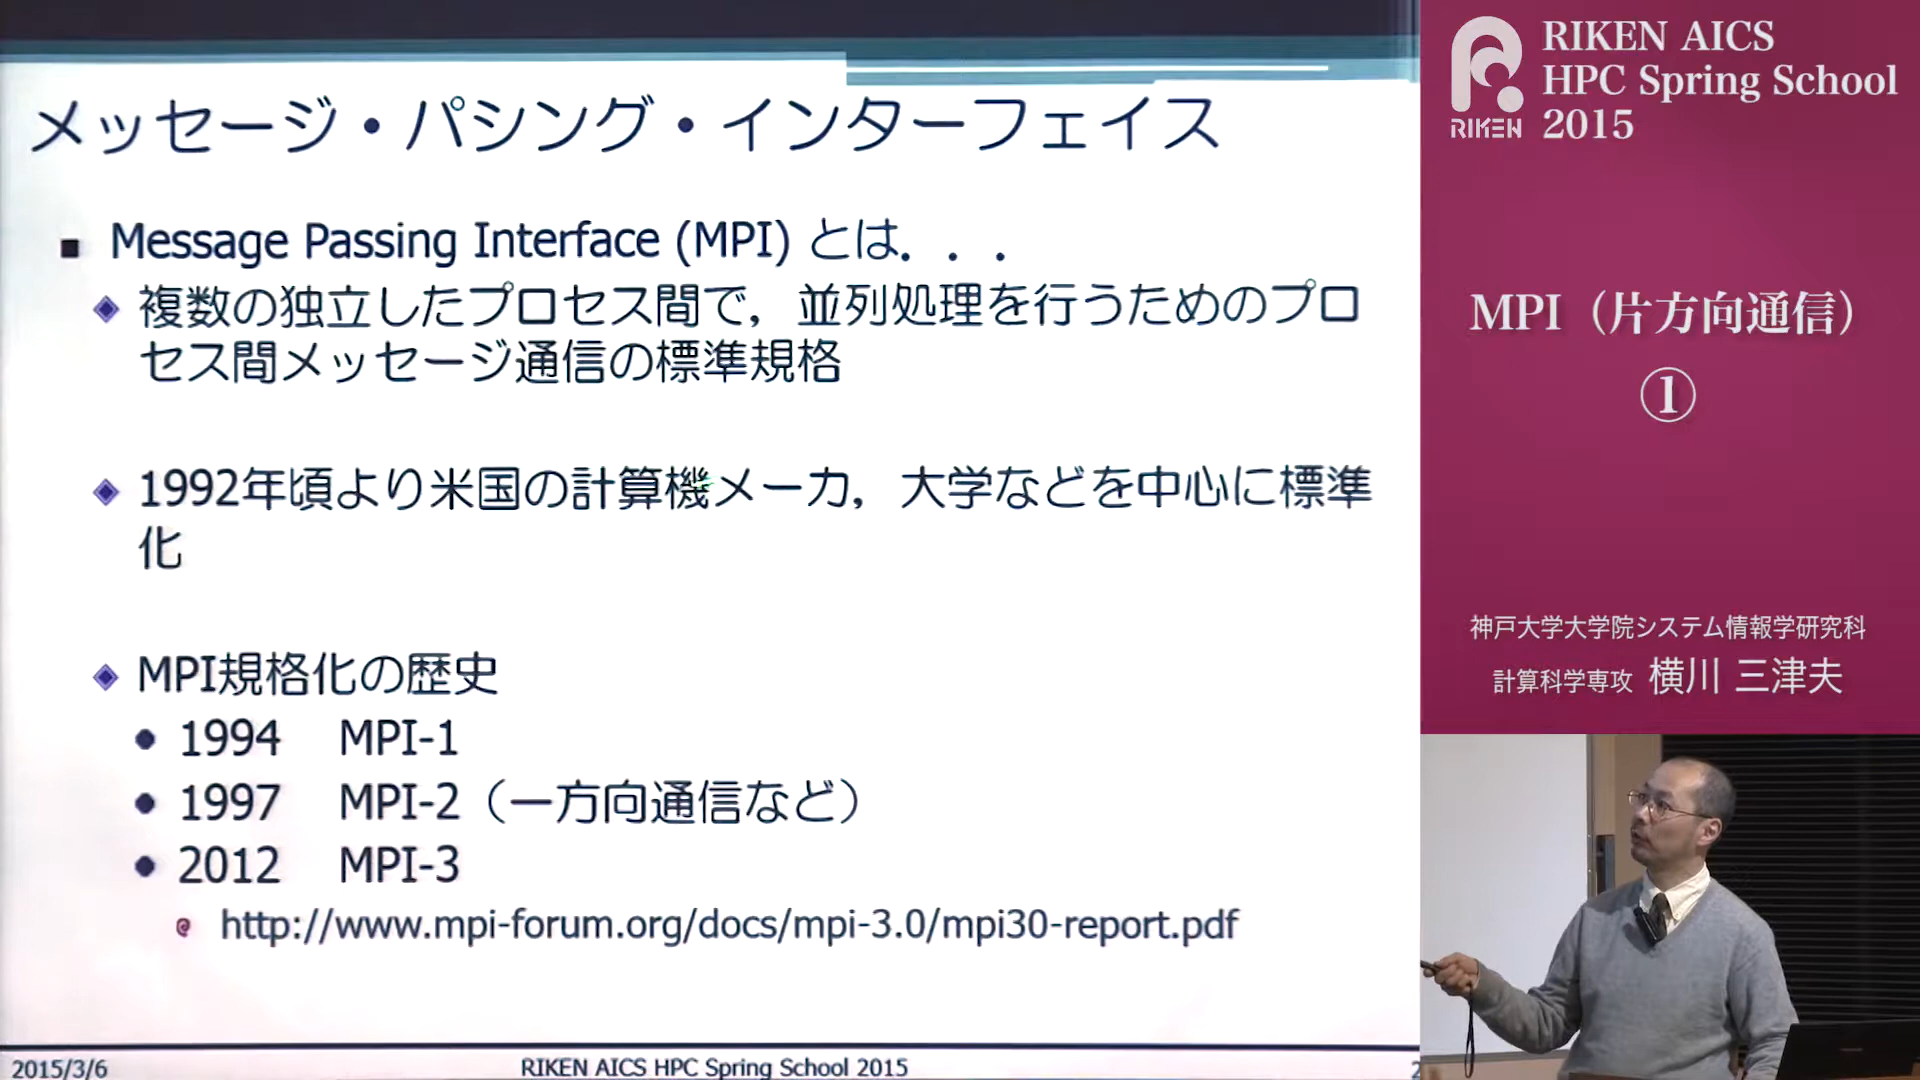 メッセージ・パシング・インターフェイス
Message Passing Interface (MPI) とは．．．
複数の独立したプロセス間で，並列処理を行うためのプロ
セス間メッセージ通信の標準規格
1992年頃より米国の計算機メーカ，大学などを中心に標準
化
MPI規格化の歴史
1994 MPI-1
1997 MPI-2（一方向通信など）
2012 MPI-3
http://www.mpi-forum.org/docs/mpi-3.0/mpi30-report.pdf
2015/3/6
RIKEN AICS HPC Spring School 2015
RIKEN
RIKEN AICS
HPC Spring School
2015
MPI（片方向通信）
①
神戸大学大学院システム情報学研究科
計算科学専攻 横川 三津夫